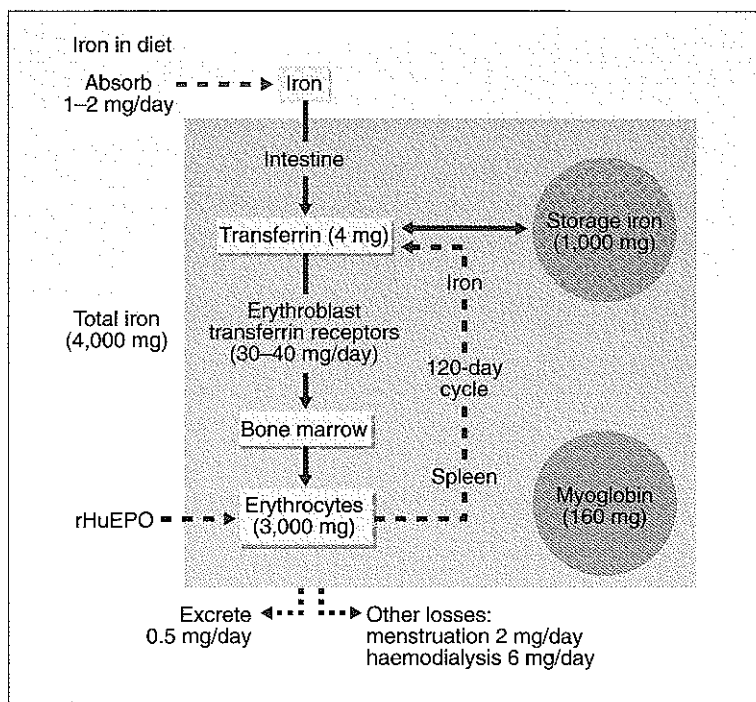 Iron in diet
Absorb
1–2 mg/day
Iron
Intestine
Transferrin (4 mg)
Storage iron
(1,000 mg)
Iron
Total iron
(4,000 mg)
Erythroblast
transferrin receptors
(30–40 mg/day)
120-day
cycle
Bone marrow
Spleen
Myoglobin
(160 mg)
rHuEPO
Erythrocytes
(3,000 mg)
Excrete
0.5 mg/day
Other losses:
menstruation 2 mg/day
haemodialysis 6 mg/day